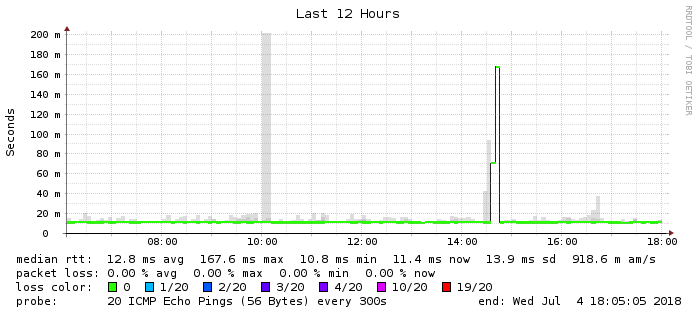 Last 12 Hours
RRDTOOL / TOBI OETIKER
Seconds
200 m
180 m
160 m
140 m
120 m
100 m
80 m
60 m
40 m
20 m
0
08:00 10:00 12:00 14:00 16:00 18:00
median rtt: 12.8 ms avg 167.6 ms max 10.8 ms min 11.4 ms now 13.9 ms sd 918.6 m am/s
packet loss: 0.00 % avg 0.00 % max 0.00 % min 0.00 % now
loss color: 0 1/20 2/20 3/20 4/20 10/20 19/20
probe: 20 ICMP Echo Pings (56 Bytes) every 300s end: Wed Jul 4 18:05:05 2018